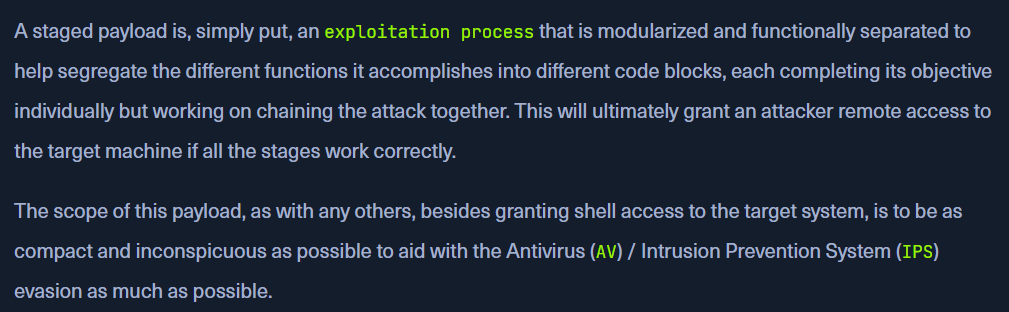 A staged payload is, simply put, an exploitation process that is modularized and functionally separated to
help segregate the different functions it accomplishes into different code blocks, each completing its objective
individually but working on chaining the attack together. This will ultimately grant an attacker remote access to
the target machine if all the stages work correctly.
The scope of this payload, as with any others, besides granting shell access to the target system, is to be as
compact and inconspicuous as possible to aid with the Antivirus (AV) / Intrusion Prevention System (IPS)
evasion as much as possible.